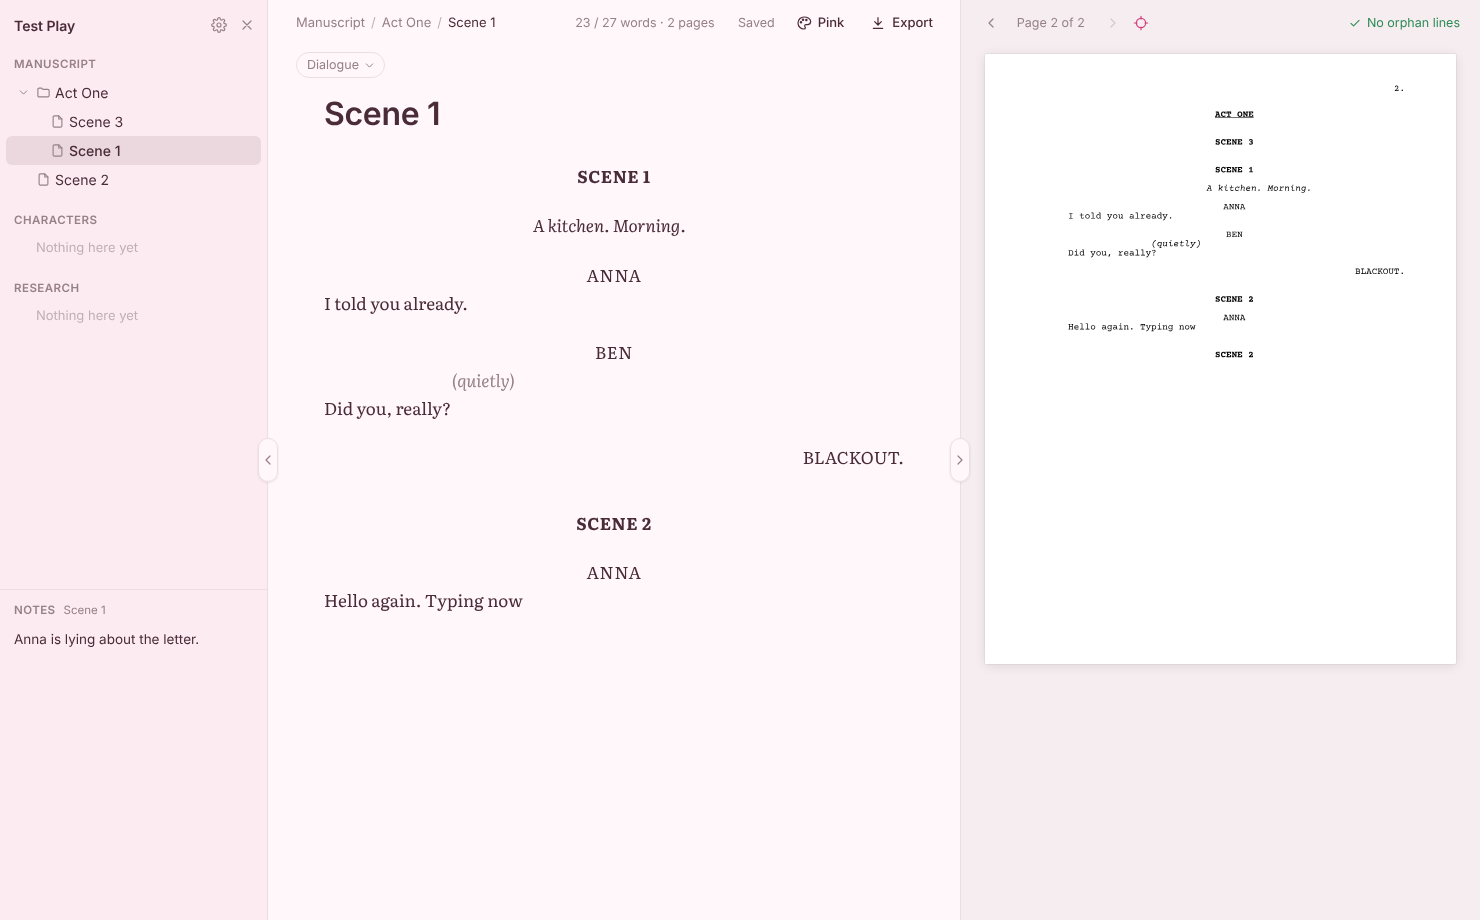 Test Play
MANUSCRIPT
Act One
Scene 3
Scene 1
Scene 2
CHARACTERS
Nothing here yet
RESEARCH
Nothing here yet
NOTES Scene 1
Anna is lying about the letter.
Manuscript / Act One / Scene 1
23 / 27 words · 2 pages
Saved
Pink
Export
Dialogue
Scene 1
SCENE 1
A kitchen. Morning.
ANNA
I told you already.
BEN
(quietly)
Did you, really?
BLACKOUT.
SCENE 2
ANNA
Hello again. Typing now
Page 2 of 2
No orphan lines
2.
ACT ONE
SCENE 3
SCENE 1
A kitchen. Morning.
ANNA
I told you already.
BEN
(quietly)
Did you, really?
BLACKOUT.
SCENE 2
ANNA
Hello again. Typing now
SCENE 2